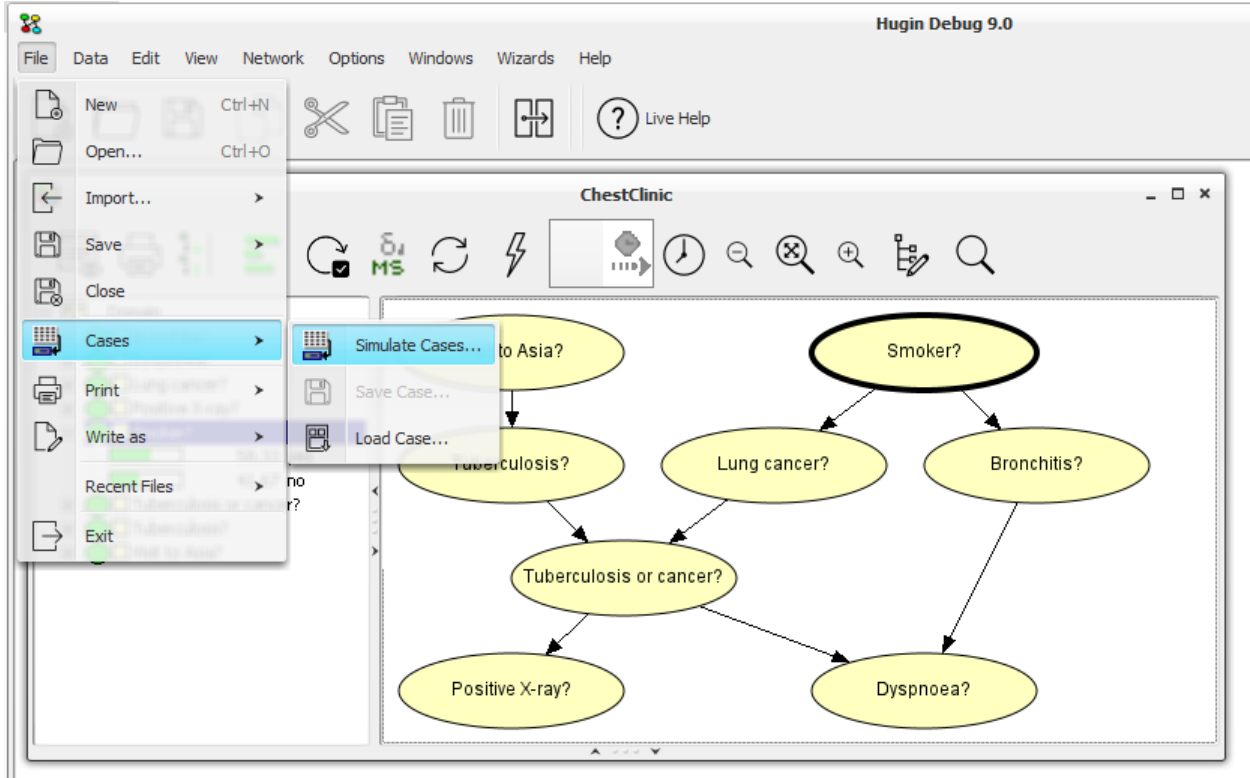 Hugin Debug 9.0
File Data Edit View Network Options Windows Wizards Help
New Ctrl+N
Open... Ctrl+O
Import...
Save
Close
Cases
Print
Write as
Recent Files
Exit
Live Help
ChestClinic
MS
Simulate Cases...
Save Case...
Load Case...
no
r?
to Asia?
Smoker?
Tuberculosis?
Lung cancer?
Bronchitis?
Tuberculosis or cancer?
Positive X-ray?
Dyspnoea?